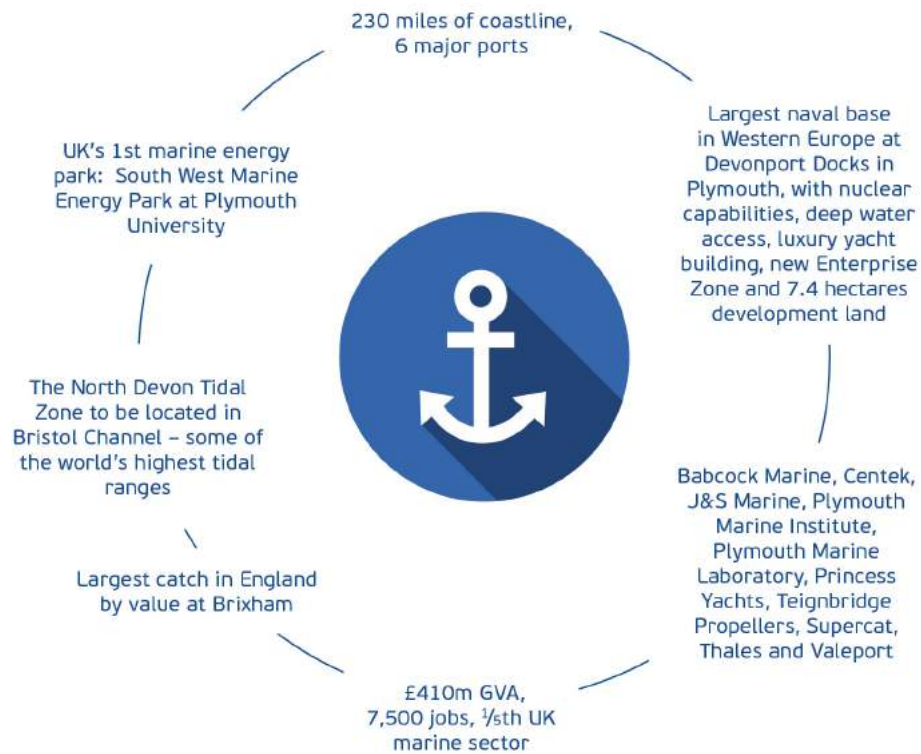 230 miles of coastline,
6 major ports
Largest naval base
in Western Europe at
Devonport Docks in
Plymouth, with nuclear
capabilities, deep water
access, luxury yacht
building, new Enterprise
Zone and 7.4 hectares
development land
Babcock Marine, Centek,
J&S Marine, Plymouth
Marine Institute,
Plymouth Marine
Laboratory, Princess
Yachts, Teignbridge
Propellers, Supercat,
Thales and Valeport
£410m GVA,
7,500 jobs, ⅕th UK
marine sector
Largest catch in England
by value at Brixham
The North Devon Tidal
Zone to be located in
Bristol Channel – some of
the world's highest tidal
ranges
UK's 1st marine energy
park: South West Marine
Energy Park at Plymouth
University